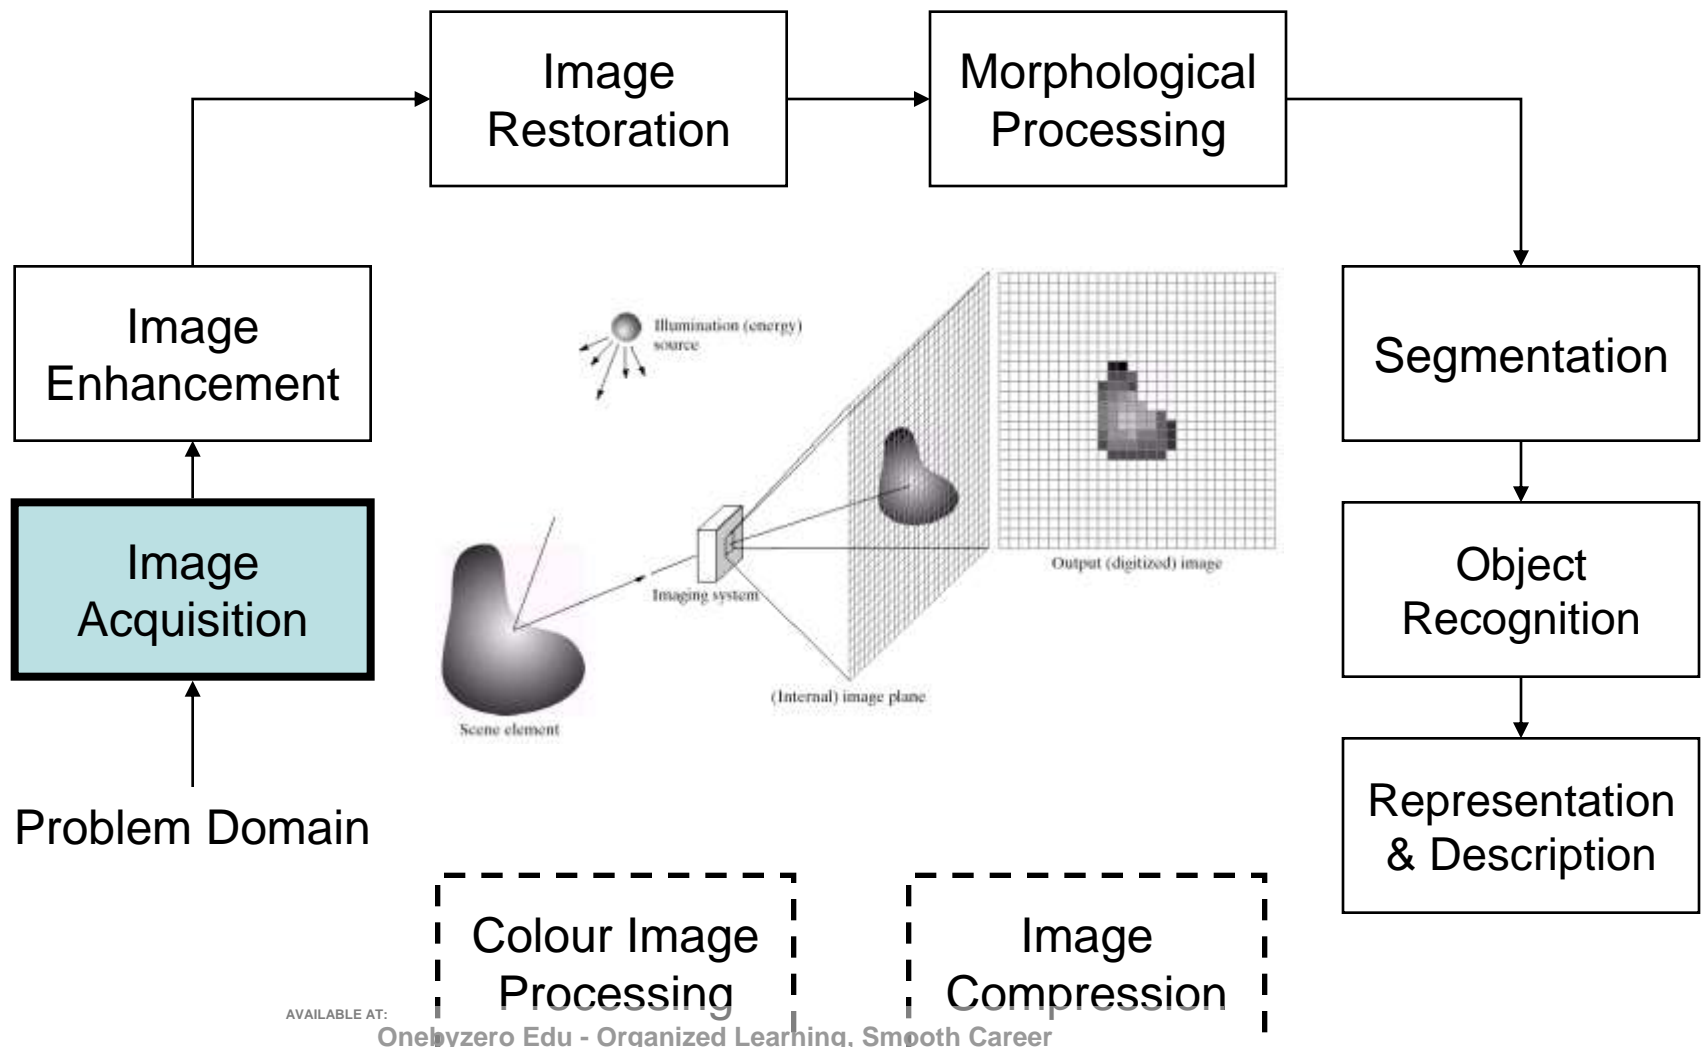 Image
Restoration
Morphological
Processing
Image
Enhancement
Illumination (energy)
source
Segmentation
Image
Acquisition
Imaging system
Output (digitized) image
Object
Recognition
(Internal) image plane
Scene element
Problem Domain
Representation
& Description
Colour Image
Processing
Image
Compression
AVAILABLE AT:
Onebyzero Edu - Organized Learning, Smooth Career